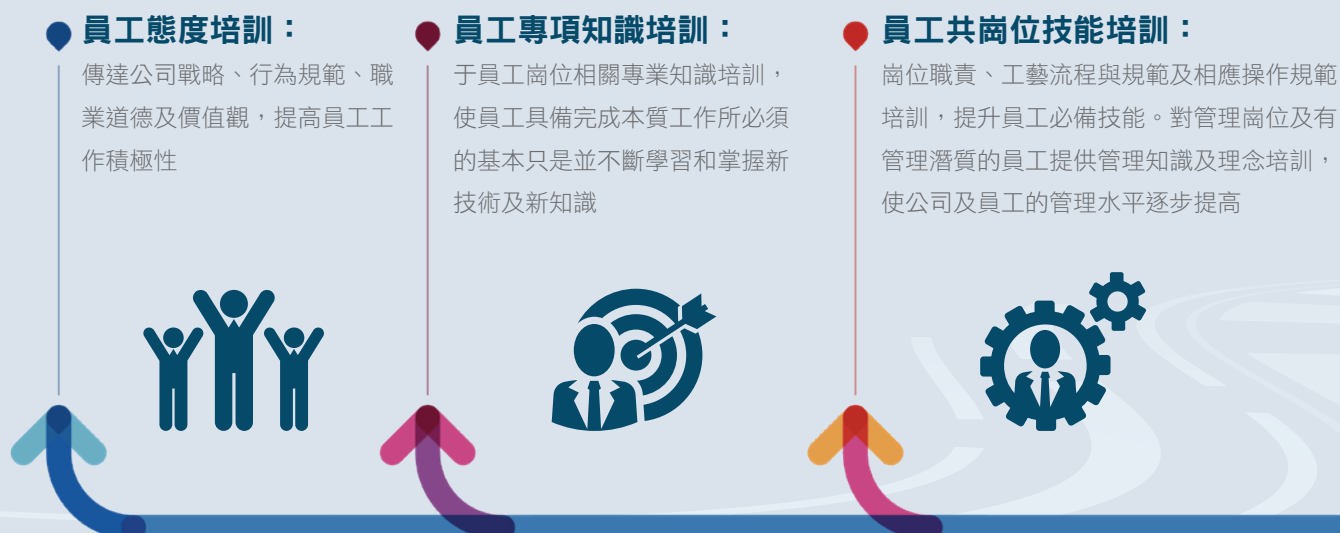 員工態度培訓：
傳達公司戰略、行為規範、職
業道德及價值觀，提高員工工
作積極性
員工專項知識培訓：
于員工崗位相關專業知識培訓，
使員工具備完成本質工作所必須
的基本只是並不斷學習和掌握新
技術及新知識
員工共崗位技能培訓：
崗位職責、工藝流程與規範及相應操作規範
培訓，提升員工必備技能。對管理崗位及有
管理潛質的員工提供管理知識及理念培訓，
使公司及員工的管理水平逐步提高